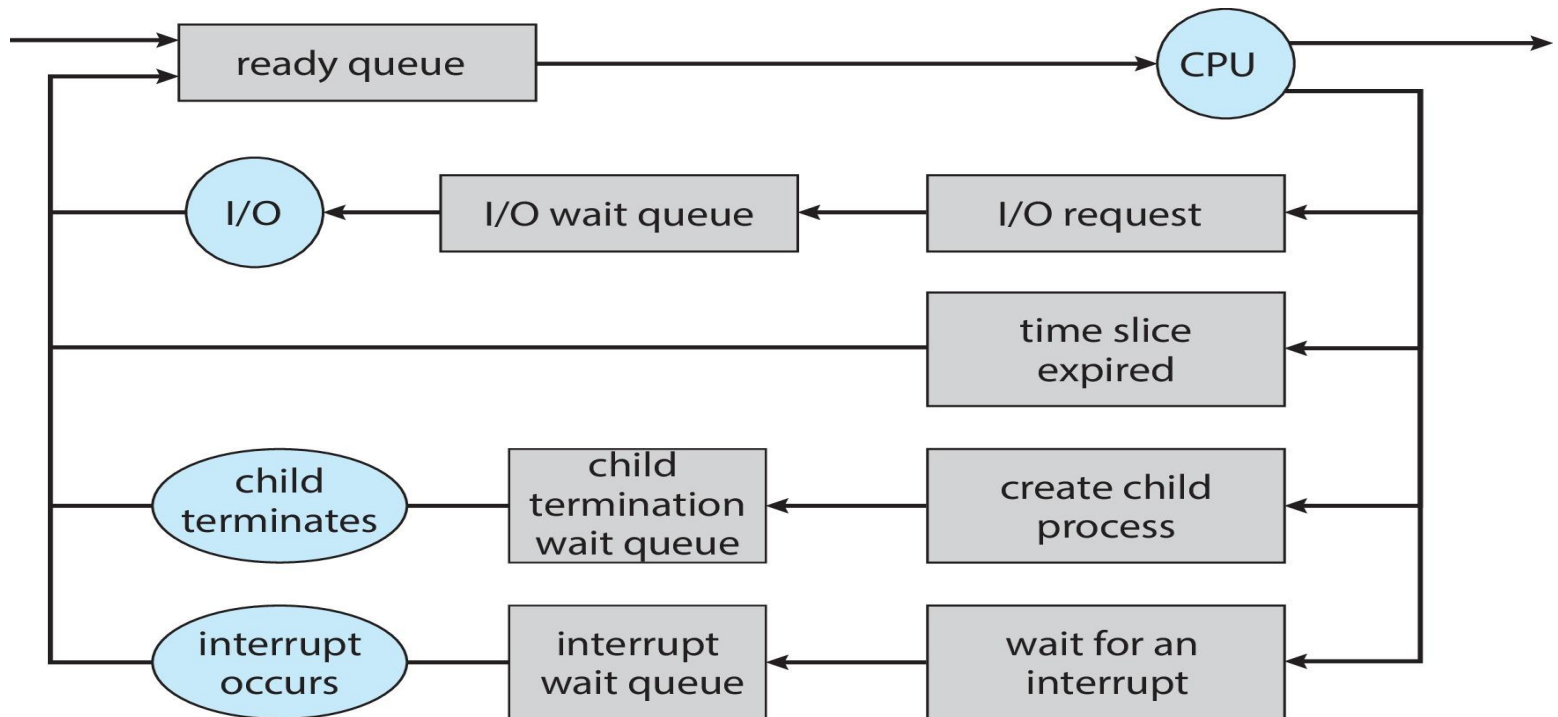 ready queue
CPU
I/O
I/O wait queue
I/O request
time slice
expired
child
terminates
child
termination
wait queue
create child
process
interrupt
occurs
interrupt
wait queue
wait for an
interrupt